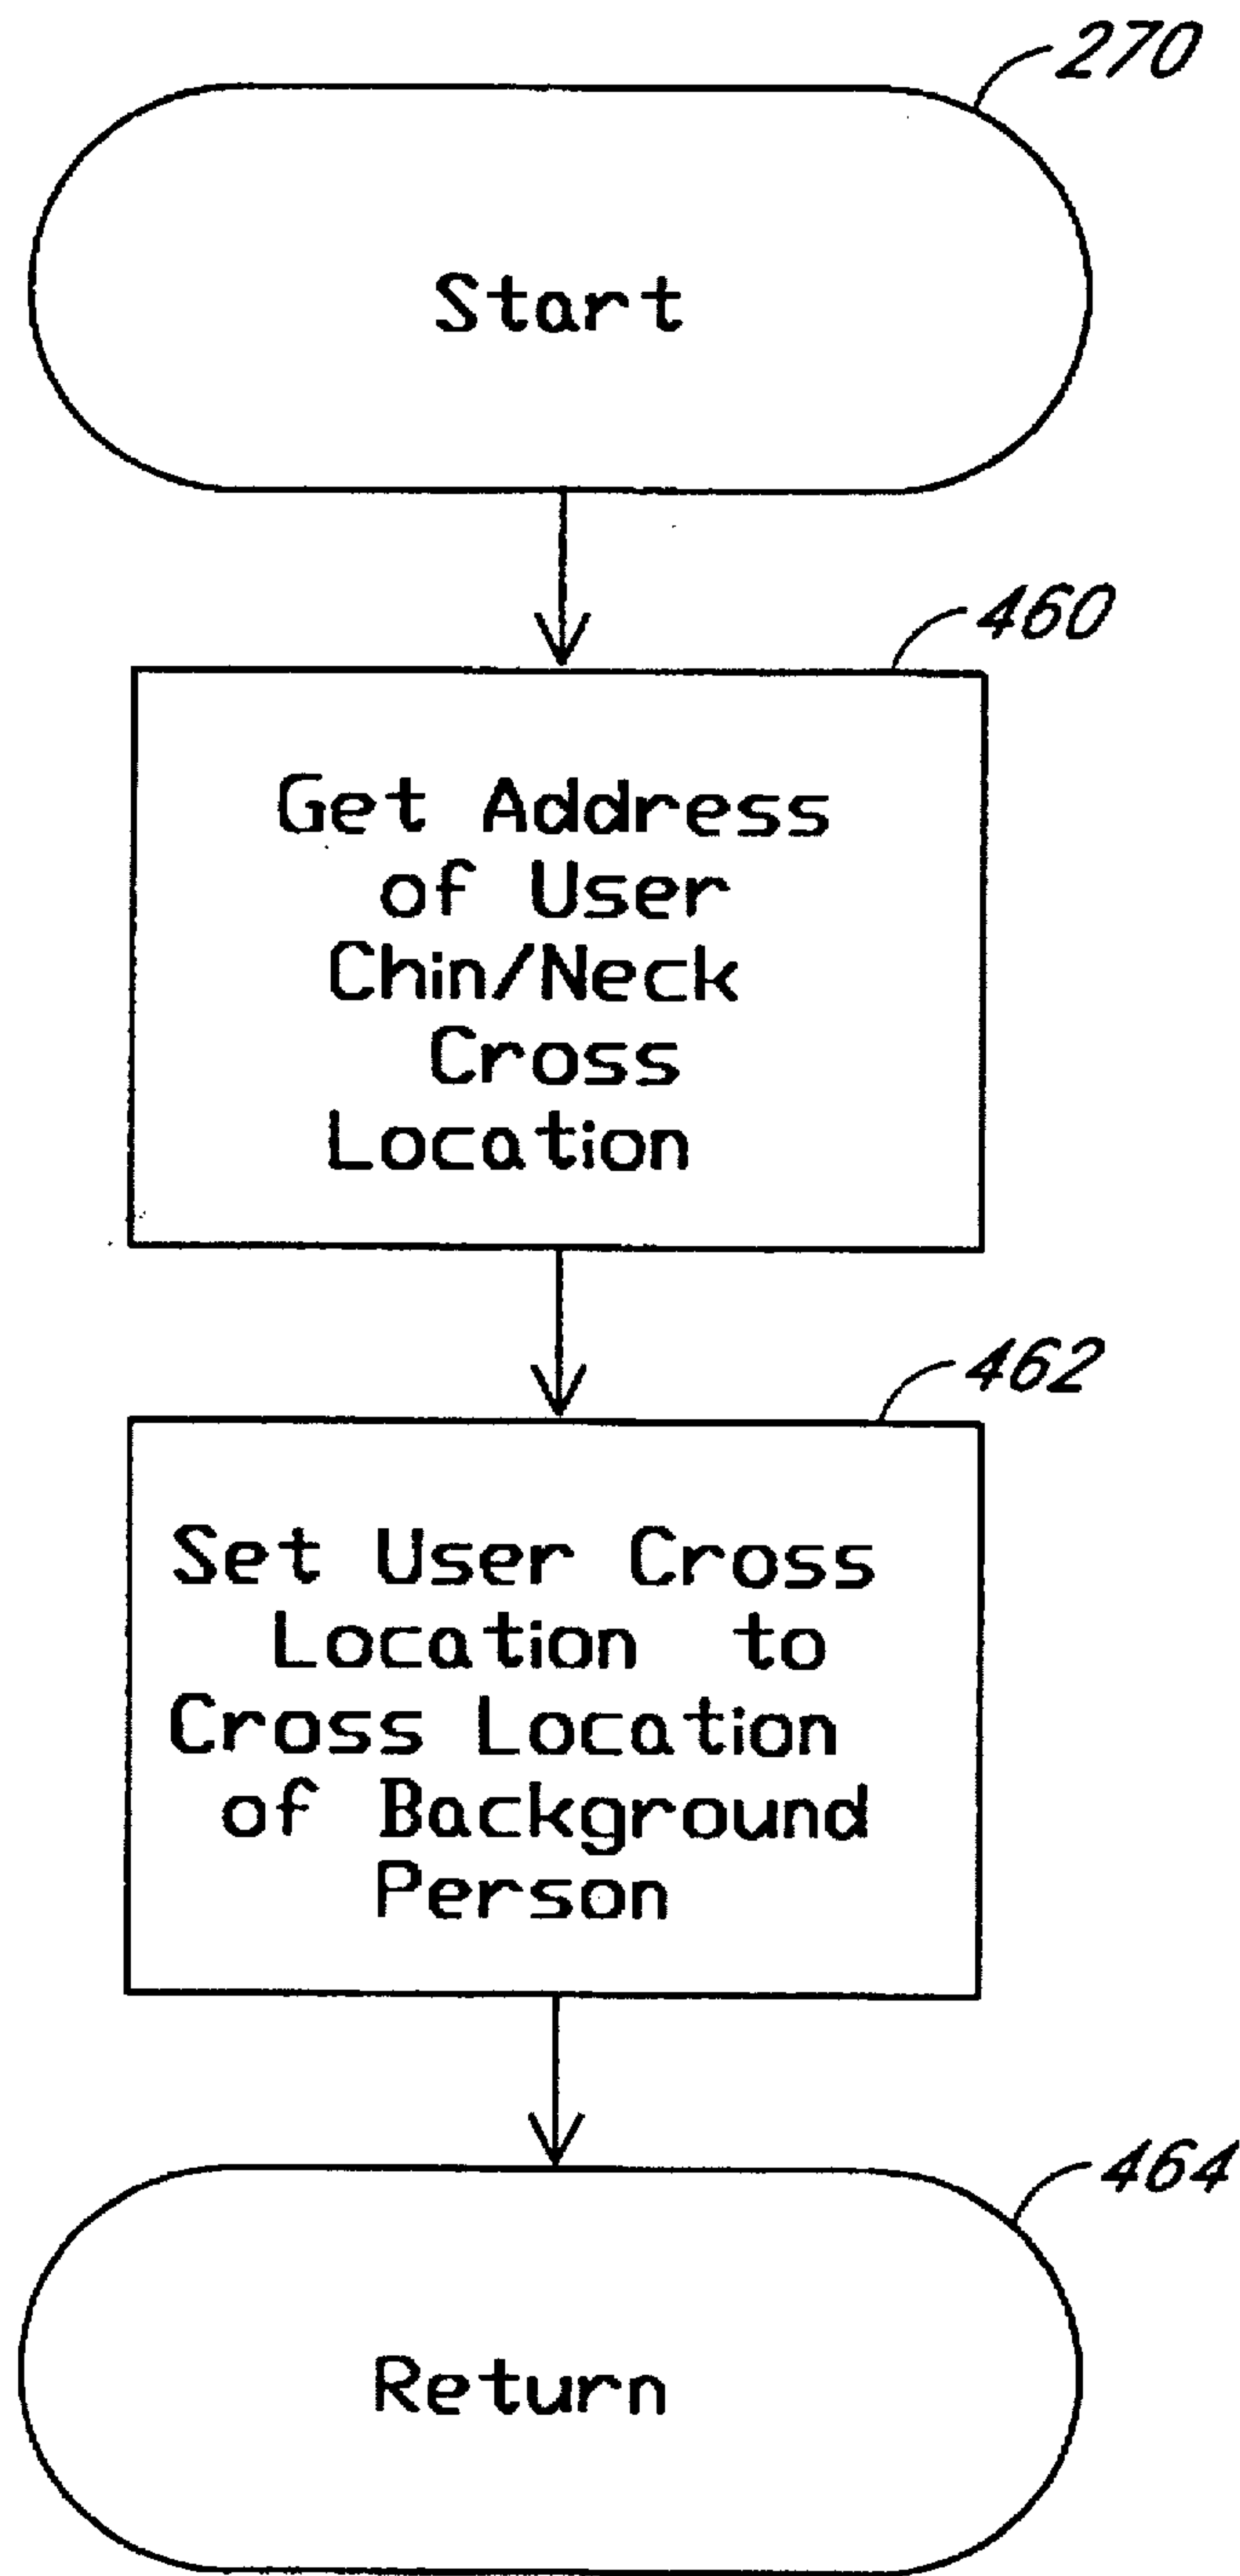 270
Start
460
Get Address
of User
Chin/Neck
Cross
Location
462
Set User Cross
Location to
Cross Location
of Background
Person
464
Return